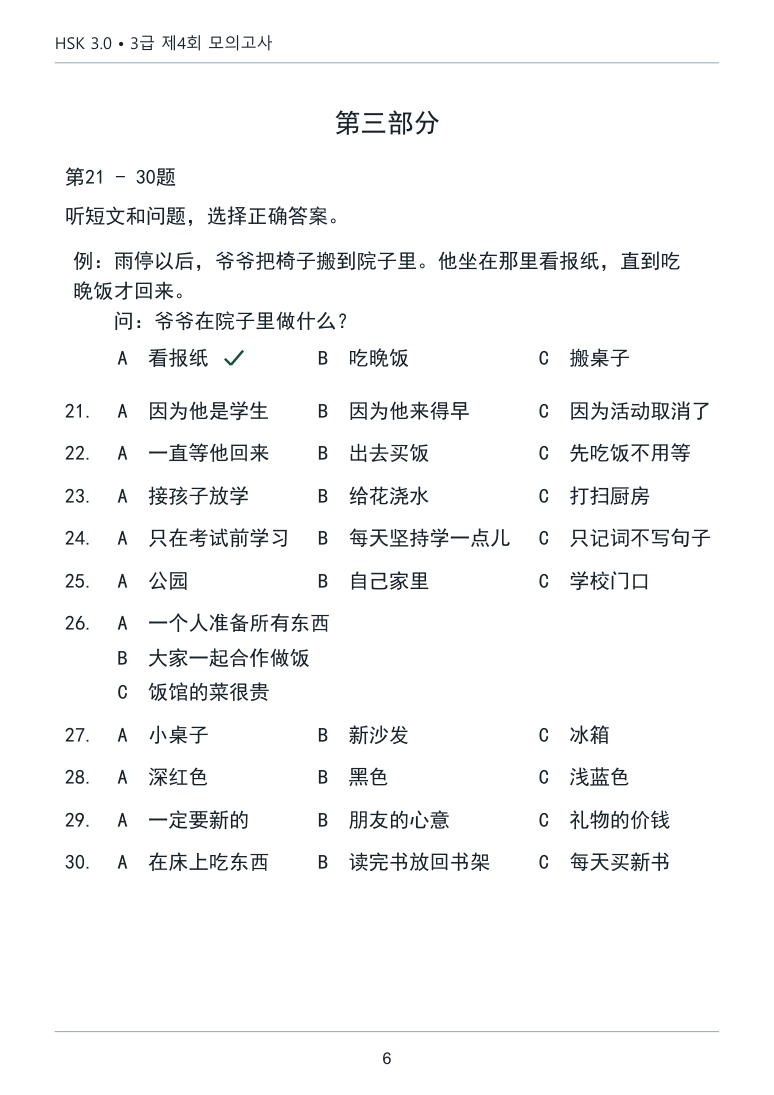 HSK 3.0 • 3급 제4회 모의고사
第三部分
第21 － 30题
听短文和问题，选择正确答案。
例：雨停以后，爷爷把椅子搬到院子里。他坐在那里看报纸，直到吃
晚饭才回来。
问：爷爷在院子里做什么？
A 看报纸 ✓ B 吃晚饭 C 搬桌子
21. A 因为他是学生 B 因为他来得早 C 因为活动取消了
22. A 一直等他回来 B 出去买饭 C 先吃饭不用等
23. A 接孩子放学 B 给花浇水 C 打扫厨房
24. A 只在考试前学习 B 每天坚持学一点儿 C 只记词不写句子
25. A 公园 B 自己家里 C 学校门口
26. A 一个人准备所有东西
B 大家一起合作做饭
C 饭馆的菜很贵
27. A 小桌子 B 新沙发 C 冰箱
28. A 深红色 B 黑色 C 浅蓝色
29. A 一定要新的 B 朋友的心意 C 礼物的价钱
30. A 在床上吃东西 B 读完书放回书架 C 每天买新书
6